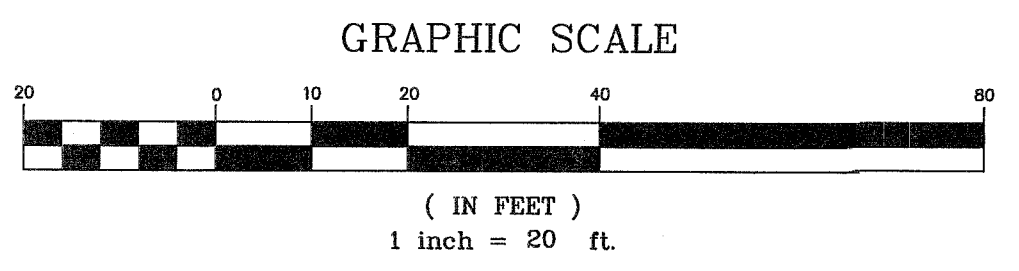 GRAPHIC SCALE
20 0 10 20 40 80
( IN FEET )
1 inch = 20 ft.